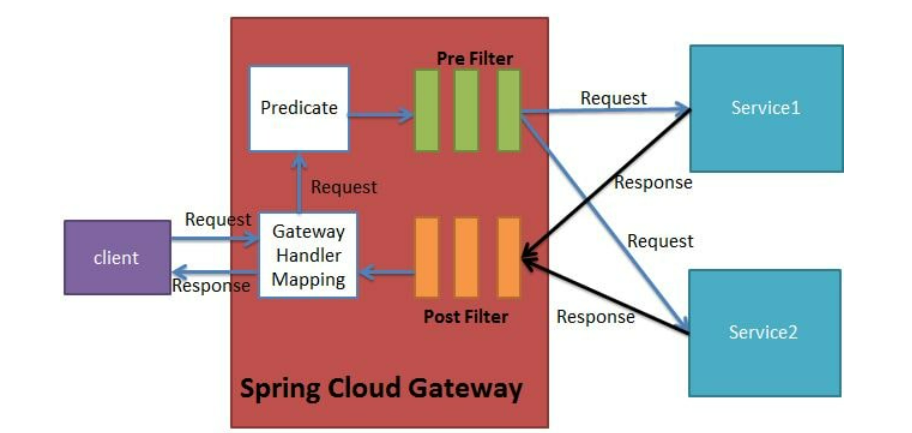 Pre Filter
Predicate
Request
Service1
Request
Response
Request
Gateway
Handler
Mapping
client
Response
Request
Post Filter
Response
Service2
Spring Cloud Gateway